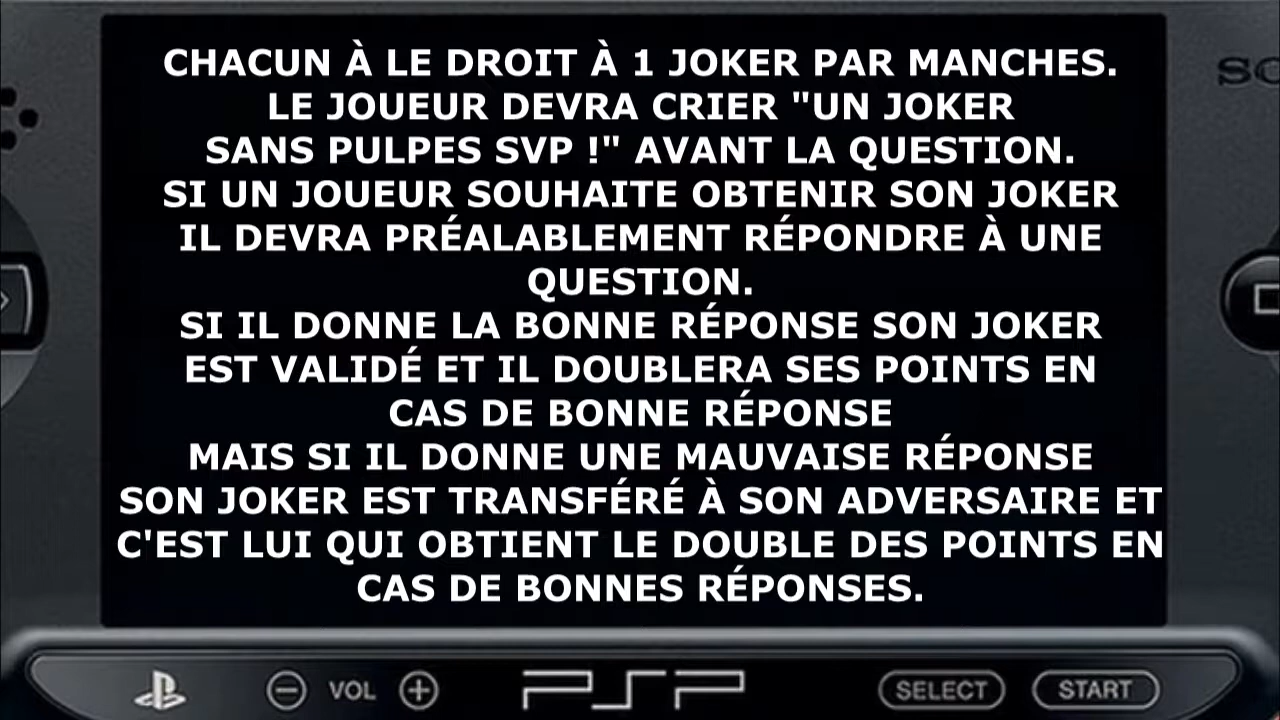 CHACUN À LE DROIT À 1 JOKER PAR MANCHES.
LE JOUEUR DEVRA CRIER "UN JOKER
SANS PULPES SVP !" AVANT LA QUESTION.
SI UN JOUEUR SOUHAITE OBTENIR SON JOKER
IL DEVRA PRÉALABLEMENT RÉPONDRE À UNE
QUESTION.
SI IL DONNE LA BONNE RÉPONSE SON JOKER
EST VALIDÉ ET IL DOUBLERA SES POINTS EN
CAS DE BONNE RÉPONSE
MAIS SI IL DONNE UNE MAUVAISE RÉPONSE
SON JOKER EST TRANSFÉRÉ À SON ADVERSAIRE ET
C'EST LUI QUI OBTIENT LE DOUBLE DES POINTS EN
CAS DE BONNES RÉPONSES.
VOL PSP SELECT START